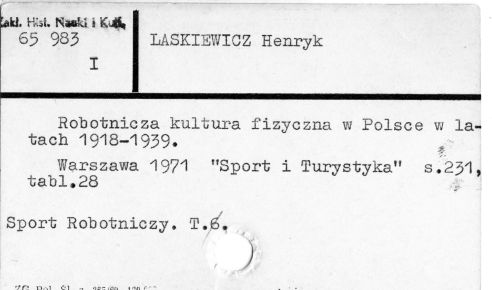 Zakł. Hist. Nauki i Kult.
65 983
I
LASKIEWICZ Henryk
Robotnicza kultura fizyczna w Polsce w la-
tach 1918-1939.
Warszawa 1971 "Sport i Turystyka" s.231,
tabl.28
Sport Robotniczy. T.6.